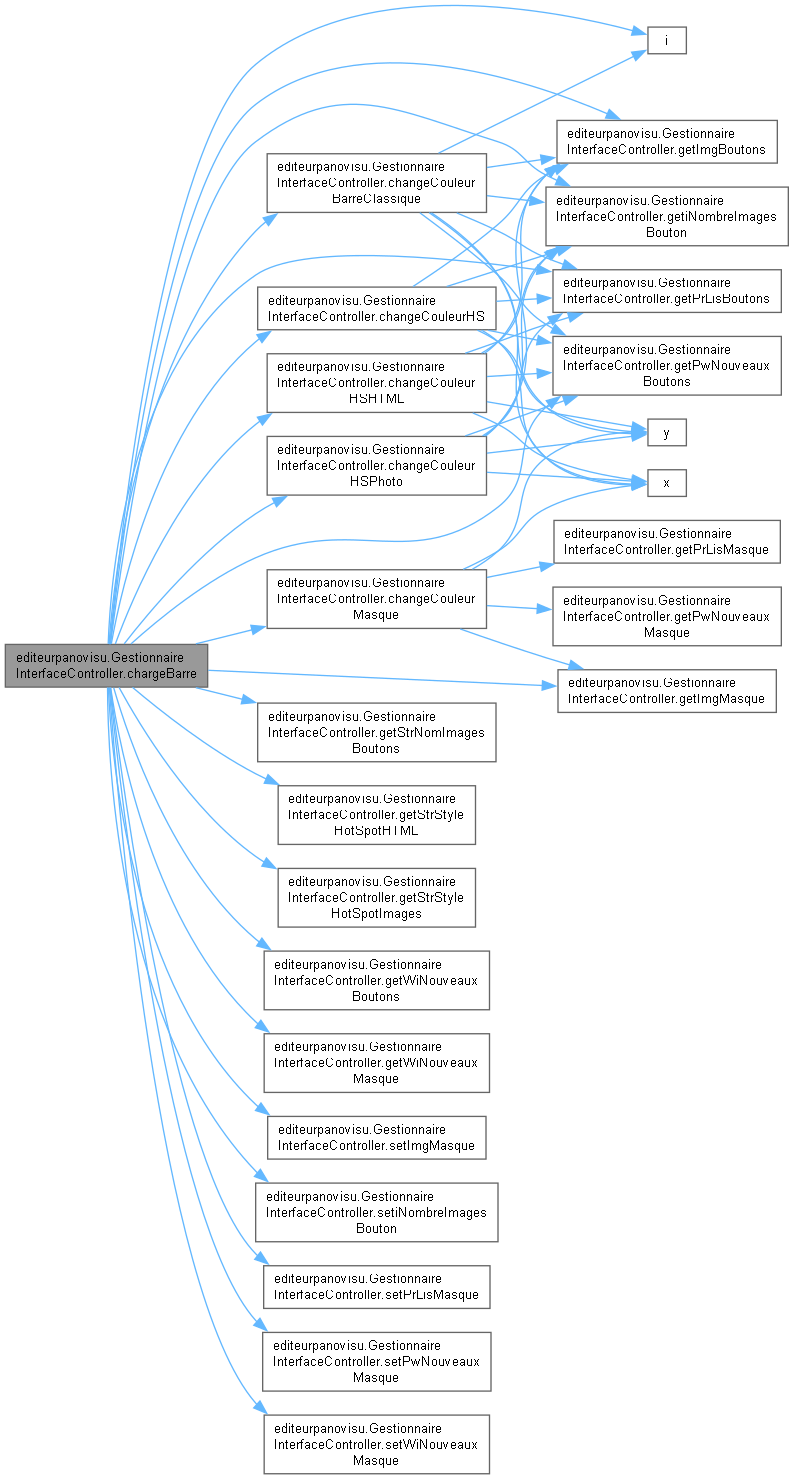 i
editeurpanovisu.Gestionnaire
InterfaceController.getImgBoutons
editeurpanovisu.Gestionnaire
InterfaceController.changeCouleur
BarreClassique
editeurpanovisu.Gestionnaire
InterfaceController.getiNombreImages
Bouton
editeurpanovisu.Gestionnaire
InterfaceController.getPrLisBoutons
editeurpanovisu.Gestionnaire
InterfaceController.changeCouleurHS
editeurpanovisu.Gestionnaire
InterfaceController.getPwNouveaux
Boutons
editeurpanovisu.Gestionnaire
InterfaceController.changeCouleur
HSHTML
y
editeurpanovisu.Gestionnaire
InterfaceController.changeCouleur
HSPhoto
x
editeurpanovisu.Gestionnaire
InterfaceController.getPrLisMasque
editeurpanovisu.Gestionnaire
InterfaceController.changeCouleur
Masque
editeurpanovisu.Gestionnaire
InterfaceController.getPwNouveaux
Masque
editeurpanovisu.Gestionnaire
InterfaceController.chargeBarre
editeurpanovisu.Gestionnaire
InterfaceController.getImgMasque
editeurpanovisu.Gestionnaire
InterfaceController.getStrNomImages
Boutons
editeurpanovisu.Gestionnaire
InterfaceController.getStrStyle
HotSpotHTML
editeurpanovisu.Gestionnaire
InterfaceController.getStrStyle
HotSpotImages
editeurpanovisu.Gestionnaire
InterfaceController.getWiNouveaux
Boutons
editeurpanovisu.Gestionnaire
InterfaceController.getWiNouveaux
Masque
editeurpanovisu.Gestionnaire
InterfaceController.setImgMasque
editeurpanovisu.Gestionnaire
InterfaceController.setiNombreImages
Bouton
editeurpanovisu.Gestionnaire
InterfaceController.setPrLisMasque
editeurpanovisu.Gestionnaire
InterfaceController.setPwNouveaux
Masque
editeurpanovisu.Gestionnaire
InterfaceController.setWiNouveaux
Masque